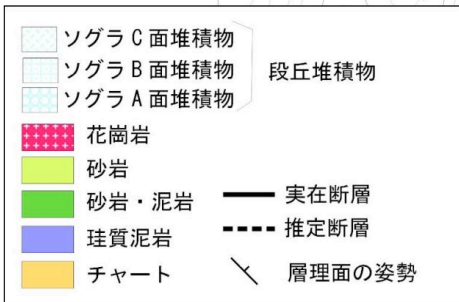 ソグラC面堆積物
ソグラB面堆積物
ソグラA面堆積物
段丘堆積物
花崗岩
砂岩
砂岩・泥岩
珪質泥岩
チャート
実在断層
推定断層
層理面の姿勢